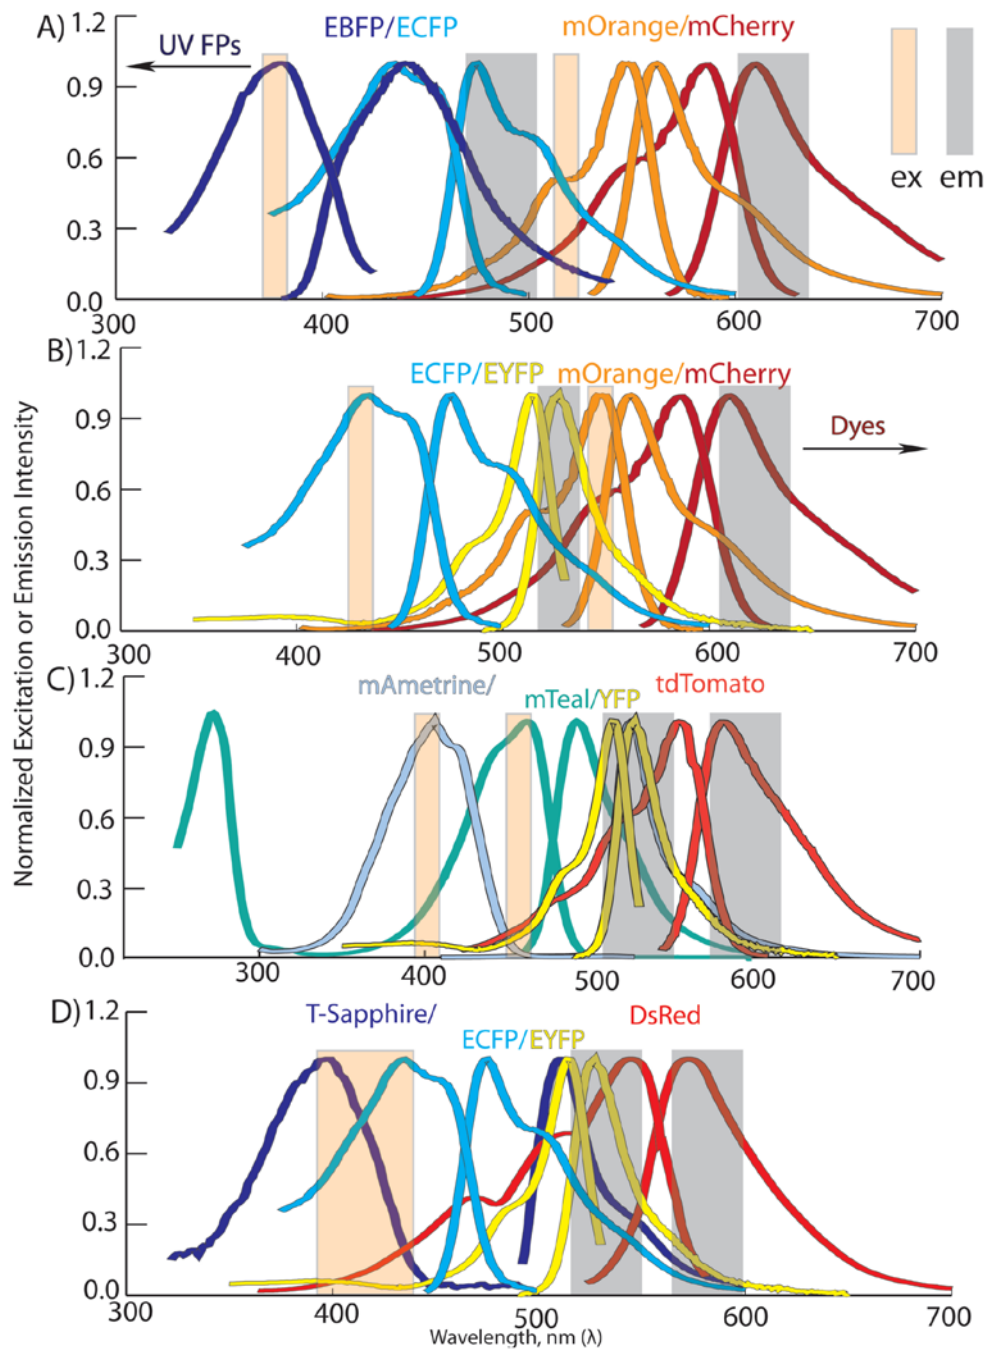 A) 1.2
EBFP/ECFP
mOrange/mCherry
UV FPs
0.9
0.6
0.3
0.0
ex em
300 400 500 600 700
B) 1.2
ECFP/EYFP mOrange/mCherry
Dyes
0.9
0.6
0.3
0.0
300 400 500 600 700
Normalized Excitation or Emission Intensity
C) 1.2
mAmetrine/
mTeal/YFP
tdTomato
0.9
0.6
0.3
0.0
300 400 500 600 700
D) 1.2
T-Sapphire/
DsRed
ECFP/EYFP
0.9
0.6
0.3
0.0
300 400 500 600 700
Wavelength, nm (λ)